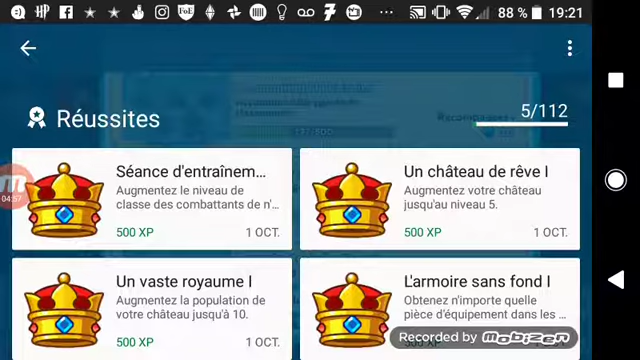 88 % 19:21
Réussites
5/112
Séance d'entraînem...
Augmentez le niveau de
classe des combattants de n'...
500 XP 1 OCT.
Un château de rêve I
Augmentez votre château
jusqu'au niveau 5.
500 XP 1 OCT.
Un vaste royaume I
Augmentez la population de
votre château jusqu'à 10.
500 XP 1 OCT.
L'armoire sans fond I
Obtenez n'importe quelle
pièce d'équipement dans les ...
04:57
Recorded by MOBIZEN